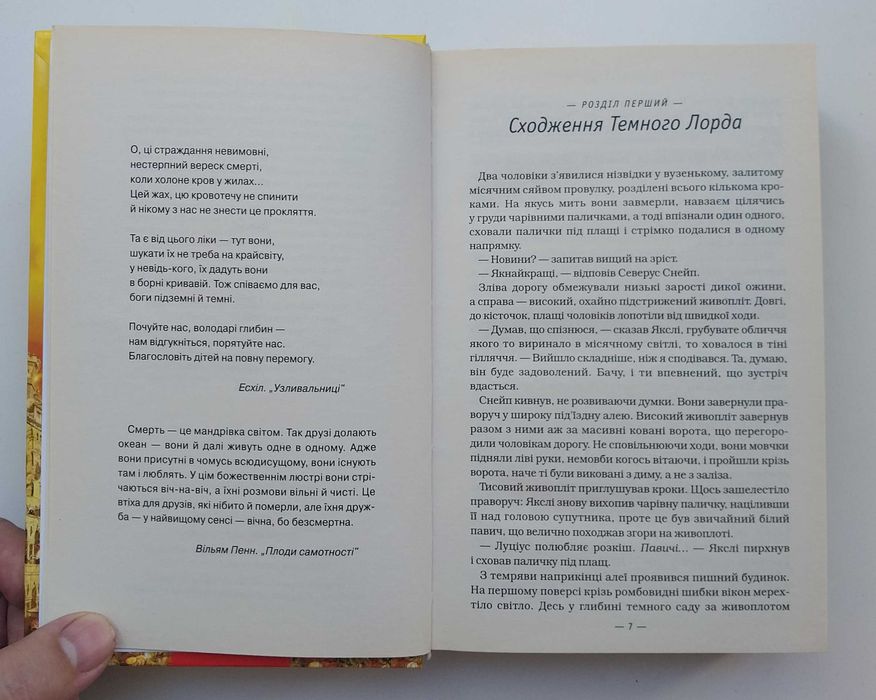 О, ці страждання невимовні,
нестерпний вереск смерті,
коли холоне кров у жилах...
Цей жах, цю кровотечу не спинити
й нікому з нас не знести це прокляття.
Та є від цього ліки — тут вони,
шукати їх не треба на крайсвіту,
у невідь-кого, їх дадуть вони
в борні кривавій. Тож співаємо для вас,
боги підземні й темні.
Почуйте нас, володарі глибин —
нам відгукніться, порятуйте нас.
Благословіть дітей на повну перемогу.
Есхіл. „Узливальниці"
Смерть — це мандрівка світом. Так друзі долають
океан — вони й далі живуть одне в одному. Адже
вони присутні в чомусь всюдисущому, вони існують
там і люблять. У цім божественнім люстрі вони стрі-
чаються віч-на-віч, а їхні розмови вільні й чисті. Це
втіха для друзів, які нібито й померли, але їхня друж-
ба — у найвищому сенсі — вічна, бо безсмертна.
Вільям Пенн. „Плоди самотності"
— РОЗДІЛ ПЕРШИЙ —
Сходження Темного Лорда
Два чоловіки з'явилися нізвідки у вузенькому, залитому
місячним сяйвом провулку, розділені всього кількома кро-
ками. На якусь мить вони завмерли, навзаєм цілячись
у груди чарівними паличками, а тоді впізнали один одного,
сховали палички під плащі і стрімко подалися в одному
напрямку.
— Новини? — запитав вищий на зріст.
— Якнайкращі, — відповів Северус Снейп.
Зліва дорогу обмежували низькі зарості дикої ожини,
а справа — високий, охайно підстрижений живопліт. Довгі,
до кісточок, плащі чоловіків лопотіли від швидкої ходи.
— Думав, що спізнюся, — сказав Якслі, грубувате обличчя
якого то виринало в місячному світлі, то ховалося в тіні
гілляччя. — Вийшло складніше, ніж я сподівався. Та, думаю,
він буде задоволений. Бачу, і ти впевнений, що зустріч
вдасться.
Снейп кивнув, не розвиваючи думки. Вони завернули пра-
воруч у широку під'їздну алею. Високий живопліт завернув
разом з ними аж за масивні ковані ворота, що перегоро-
дили чоловікам дорогу. Не сповільнюючи ходи, вони мовчки
підняли ліві руки, немовби когось вітаючи, і пройшли крізь
ворота, наче ті були виковані з диму, а не з заліза.
Тисовий живопліт приглушував кроки. Щось зашелестіло
праворуч: Якслі знову вихопив чарівну паличку, націливши
її над головою супутника, проте це був звичайний білий
павич, що велично походжав згори на живоплоті.
— Луціус полюбляє розкіш. Павичі... — Якслі пирхнув
і сховав паличку під плащ.
З темряви наприкінці алеї проявився пишний будинок.
На першому поверсі крізь ромбовидні шибки вікон мерех-
тіло світло. Десь у глибині темного саду за живоплотом
— 7 —